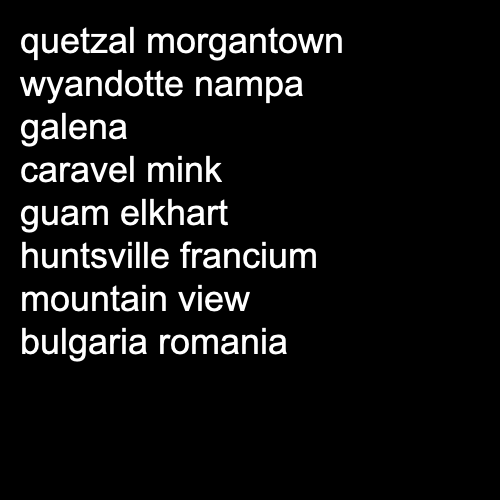 quetzal morgantown
wyandotte nampa
galena
caravel mink
guam elkhart
huntsville francium
mountain view
bulgaria romania